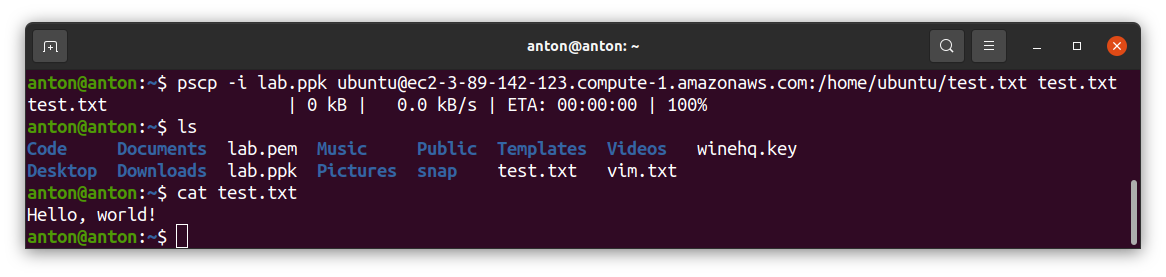 anton@anton: ~
anton@anton:~$ pscp -i lab.ppk ubuntu@ec2-3-89-142-123.compute-1.amazonaws.com:/home/ubuntu/test.txt test.txt
test.txt                  | 0 kB |   0.0 kB/s | ETA: 00:00:00 | 100%
anton@anton:~$ ls
Code     Documents  lab.pem  Music     Public  Templates  Videos   winehq.key
Desktop  Downloads  lab.ppk  Pictures  snap    test.txt   vim.txt
anton@anton:~$ cat test.txt
Hello, world!
anton@anton:~$